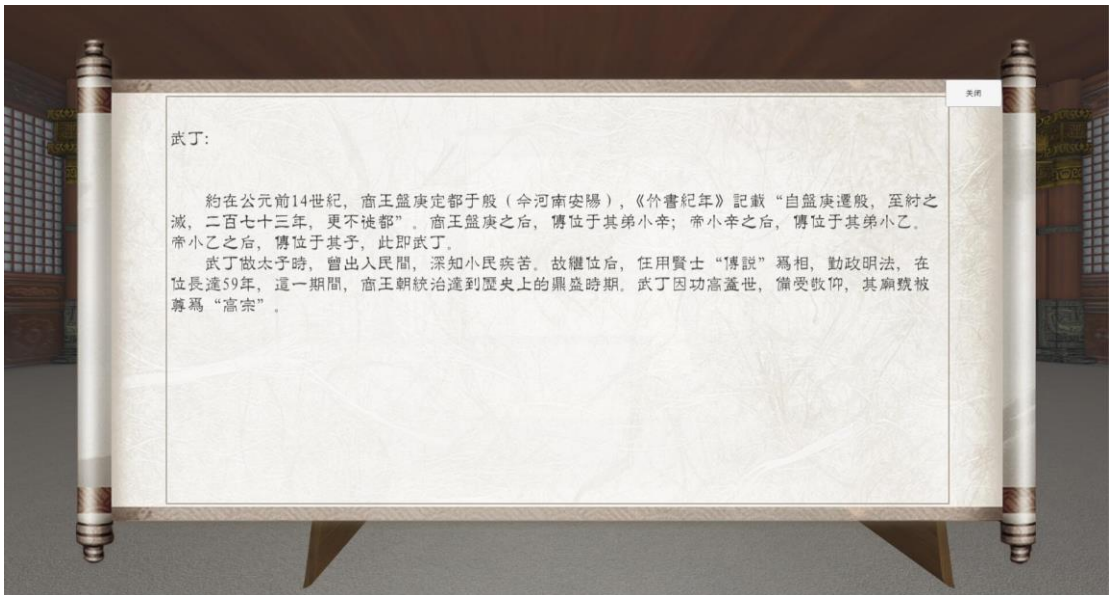 关闭
武丁：
約在公元前14世紀，商王盤庚定都于殷（今河南安陽），《竹書紀年》記載“自盤庚遷殷，至紂之
滅，二百七十三年，更不徙都”。商王盤庚之后，傳位于其弟小辛；帝小辛之后，傳位于其弟小乙。
帝小乙之后，傳位于其子，此即武丁。
武丁做太子時，曾出入民間，深知小民疾苦。故繼位后，任用賢士“傅說”爲相，勤政明法，在
位長達59年，這一期間，商王朝統治達到歷史上的鼎盛時期。武丁因功高蓋世，備受敬仰，其廟號被
尊爲“高宗”。